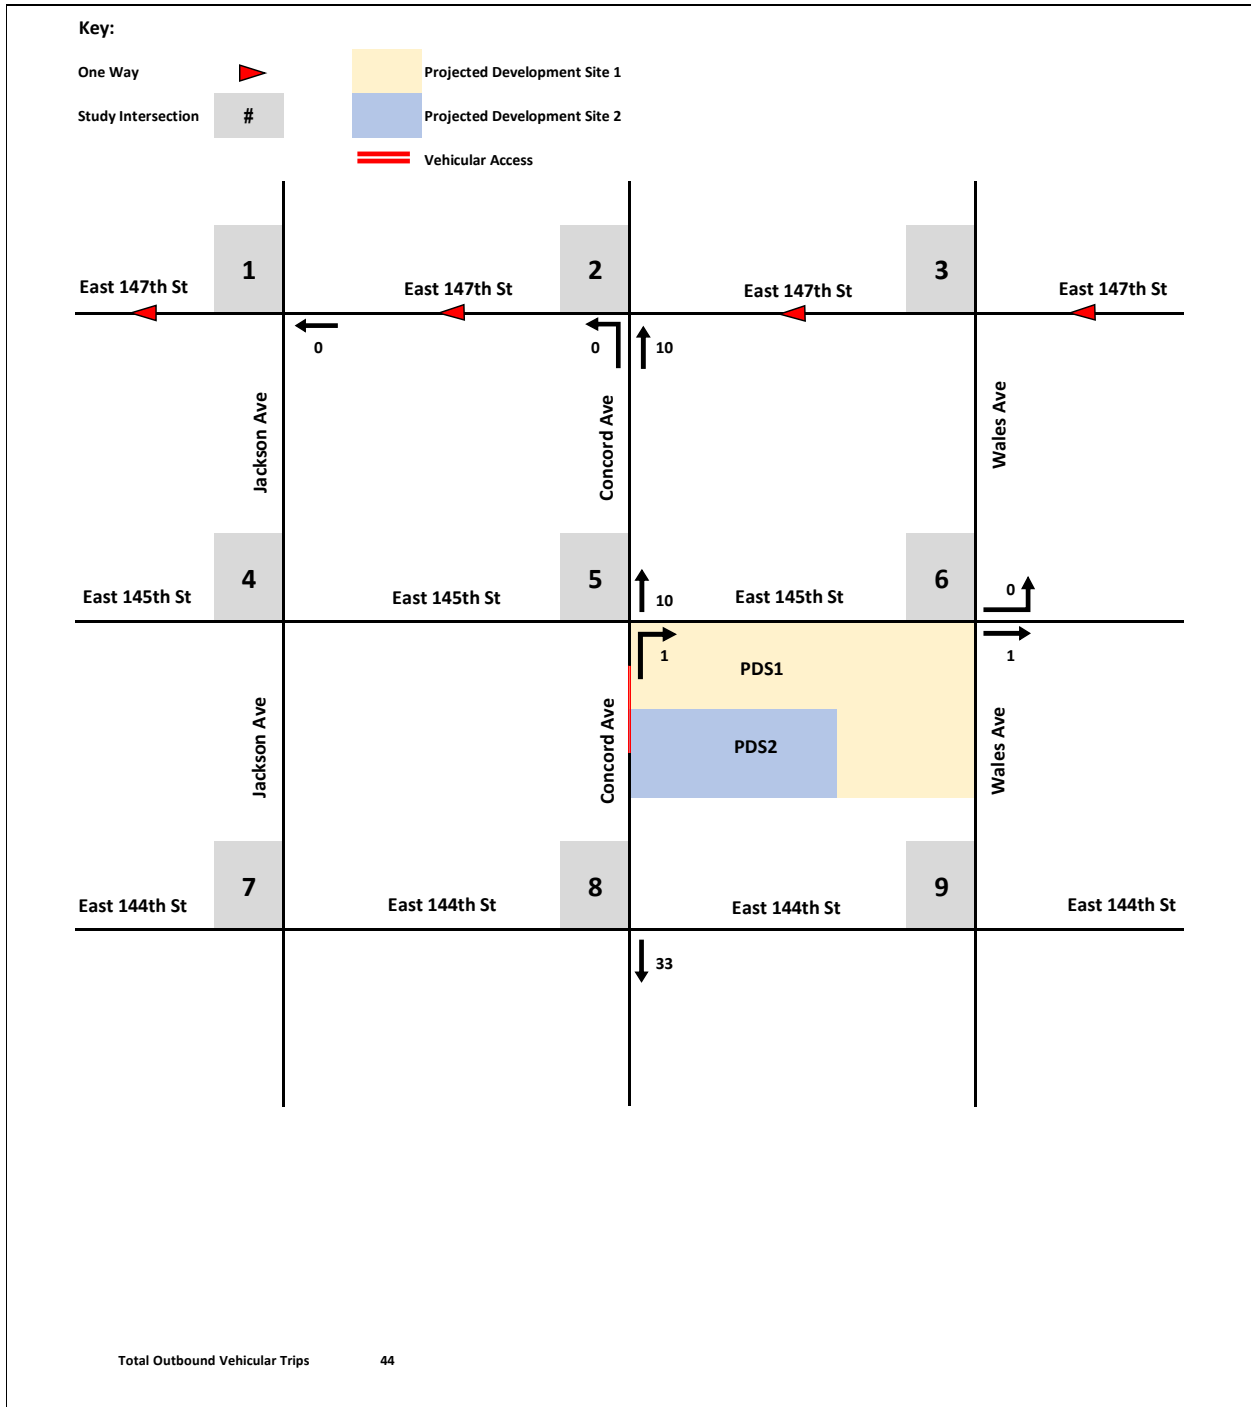 Key:
One Way
Projected Development Site 1
Study Intersection
#
Projected Development Site 2
Vehicular Access
1
2
3
East 147th St
East 147th St
East 147th St
East 147th St
0
0
10
Jackson Ave
Concord Ave
Wales Ave
4
5
6
East 145th St
East 145th St
10
East 145th St
0
1
1
PDS1
Jackson Ave
Concord Ave
PDS2
Wales Ave
7
8
9
East 144th St
East 144th St
East 144th St
East 144th St
33
Total Outbound Vehicular Trips 44